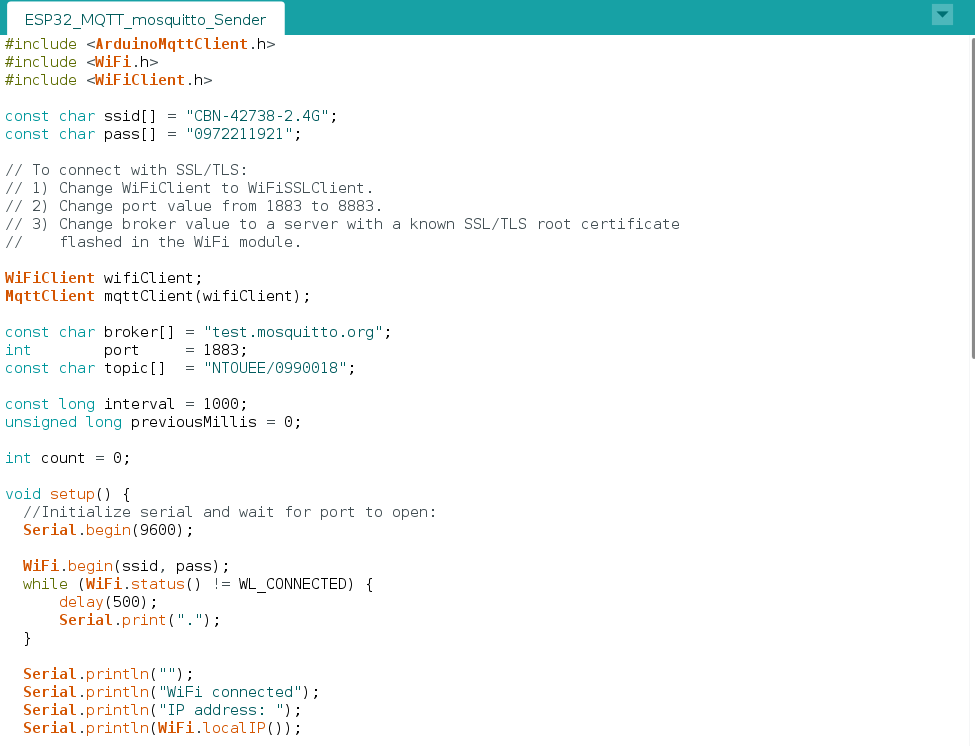 ESP32_MQTT_mosquitto_Sender
#include <ArduinoMqttClient.h>
#include <WiFi.h>
#include <WiFiClient.h>
const char ssid[] = "CBN-42738-2.4G";
const char pass[] = "0972211921";
// To connect with SSL/TLS:
// 1) Change WiFiClient to WiFiSSLClient.
// 2) Change port value from 1883 to 8883.
// 3) Change broker value to a server with a known SSL/TLS root certificate
//    flashed in the WiFi module.
WiFiClient wifiClient;
MqttClient mqttClient(wifiClient);
const char broker[] = "test.mosquitto.org";
int        port     = 1883;
const char topic[]  = "NTOUEE/0990018";
const long interval = 1000;
unsigned long previousMillis = 0;
int count = 0;
void setup() {
  //Initialize serial and wait for port to open:
  Serial.begin(9600);
  WiFi.begin(ssid, pass);
  while (WiFi.status() != WL_CONNECTED) {
      delay(500);
      Serial.print(".");
  }
  Serial.println("");
  Serial.println("WiFi connected");
  Serial.println("IP address: ");
  Serial.println(WiFi.localIP());